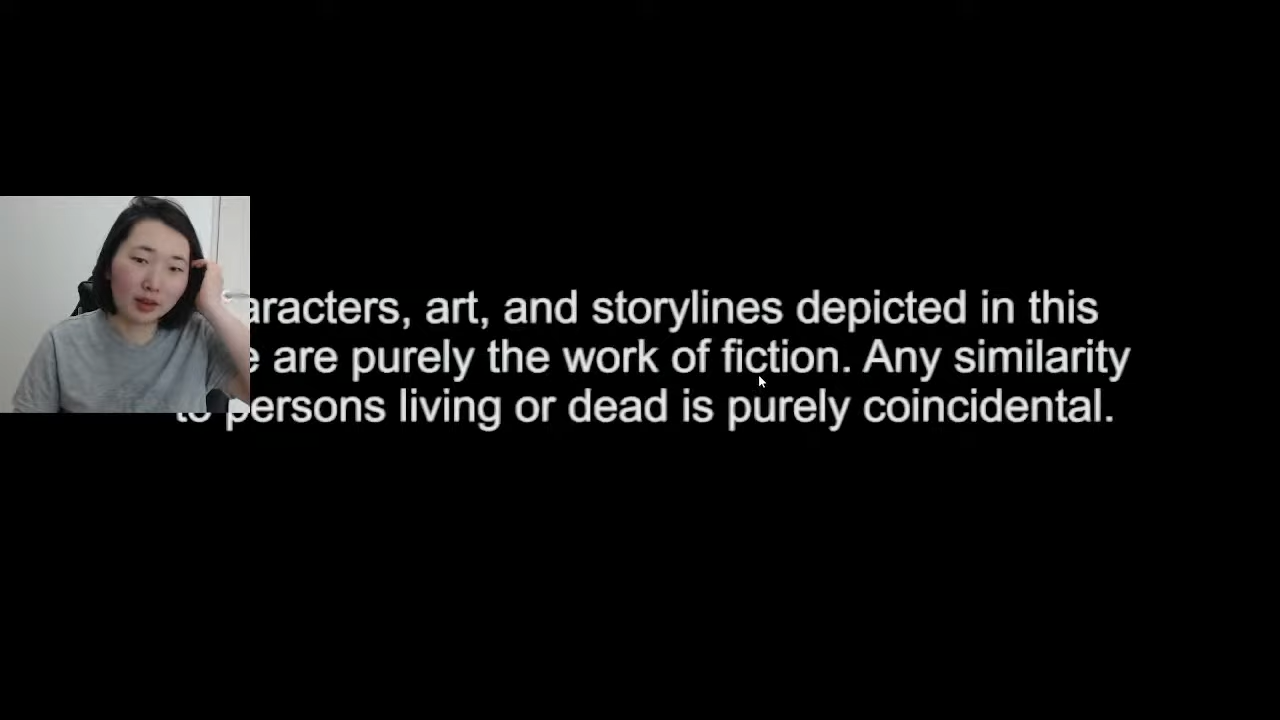 aracters, art, and storylines depicted in this
e are purely the work of fiction. Any similarity
to persons living or dead is purely coincidental.